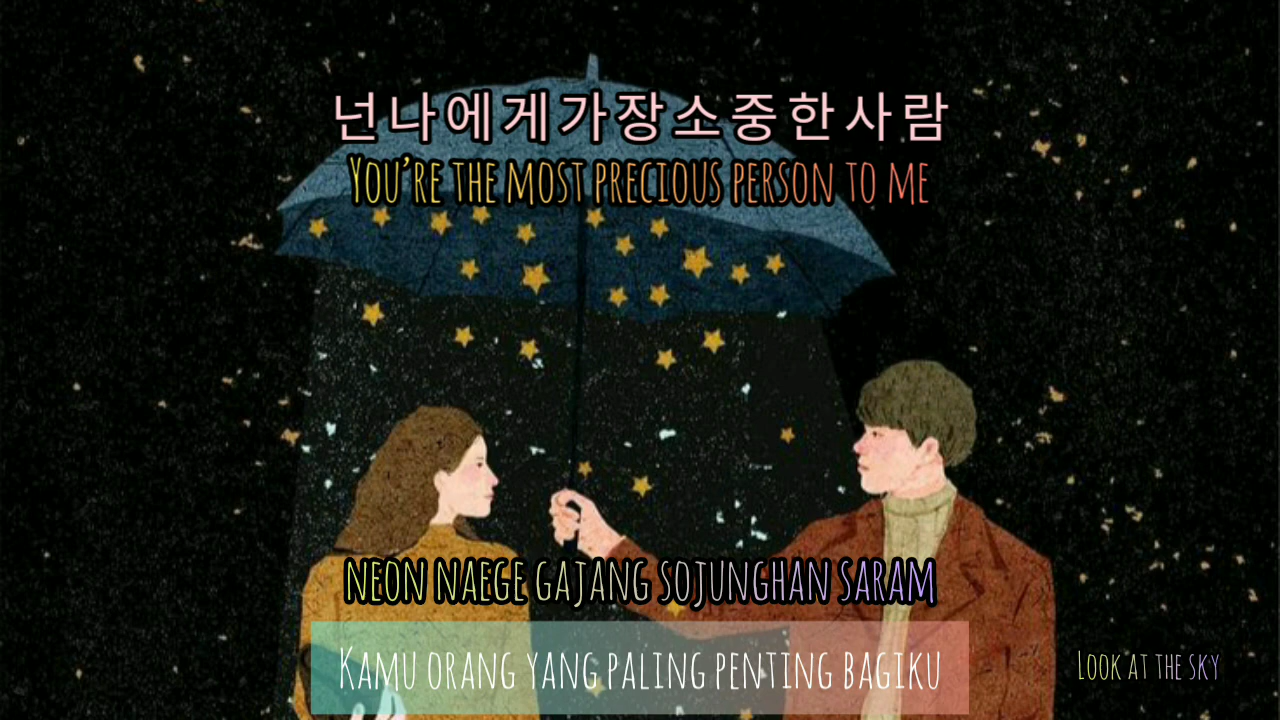 넌나에게가장소중한사람
You're the most precious person to me
neon naege gajang sojunghan saram
Kamu orang yang paling penting bagiku
Look at the sky